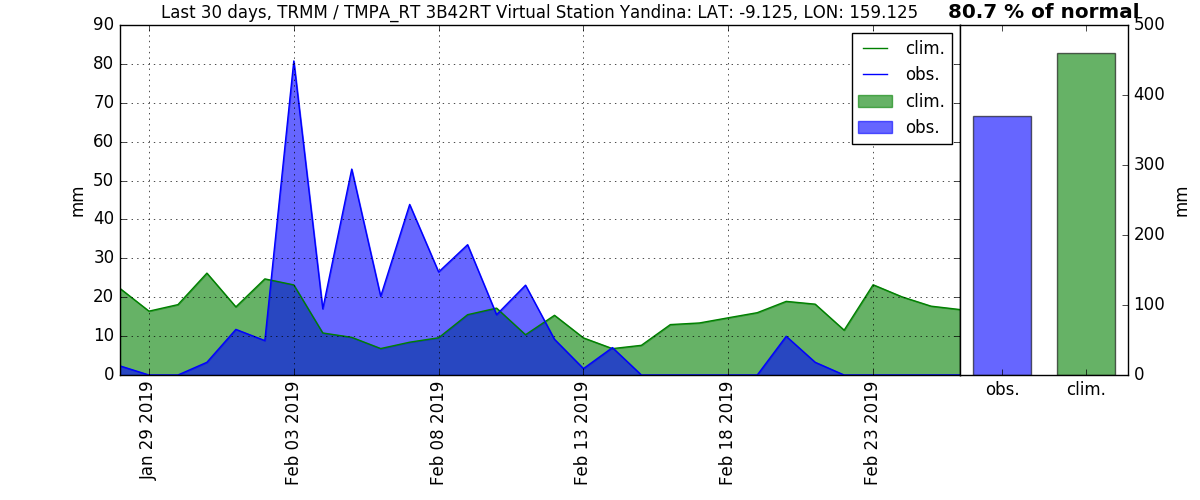 Last 30 days, TRMM / TMPA_RT 3B42RT Virtual Station Yandina: LAT: -9.125, LON: 159.125
80.7 % of normal
90
80
70
60
50
40
30
20
10
0
mm
clim.
obs.
clim.
obs.
Jan 29 2019
Feb 03 2019
Feb 08 2019
Feb 13 2019
Feb 18 2019
Feb 23 2019
500
400
300
200
100
0
mm
obs.
clim.